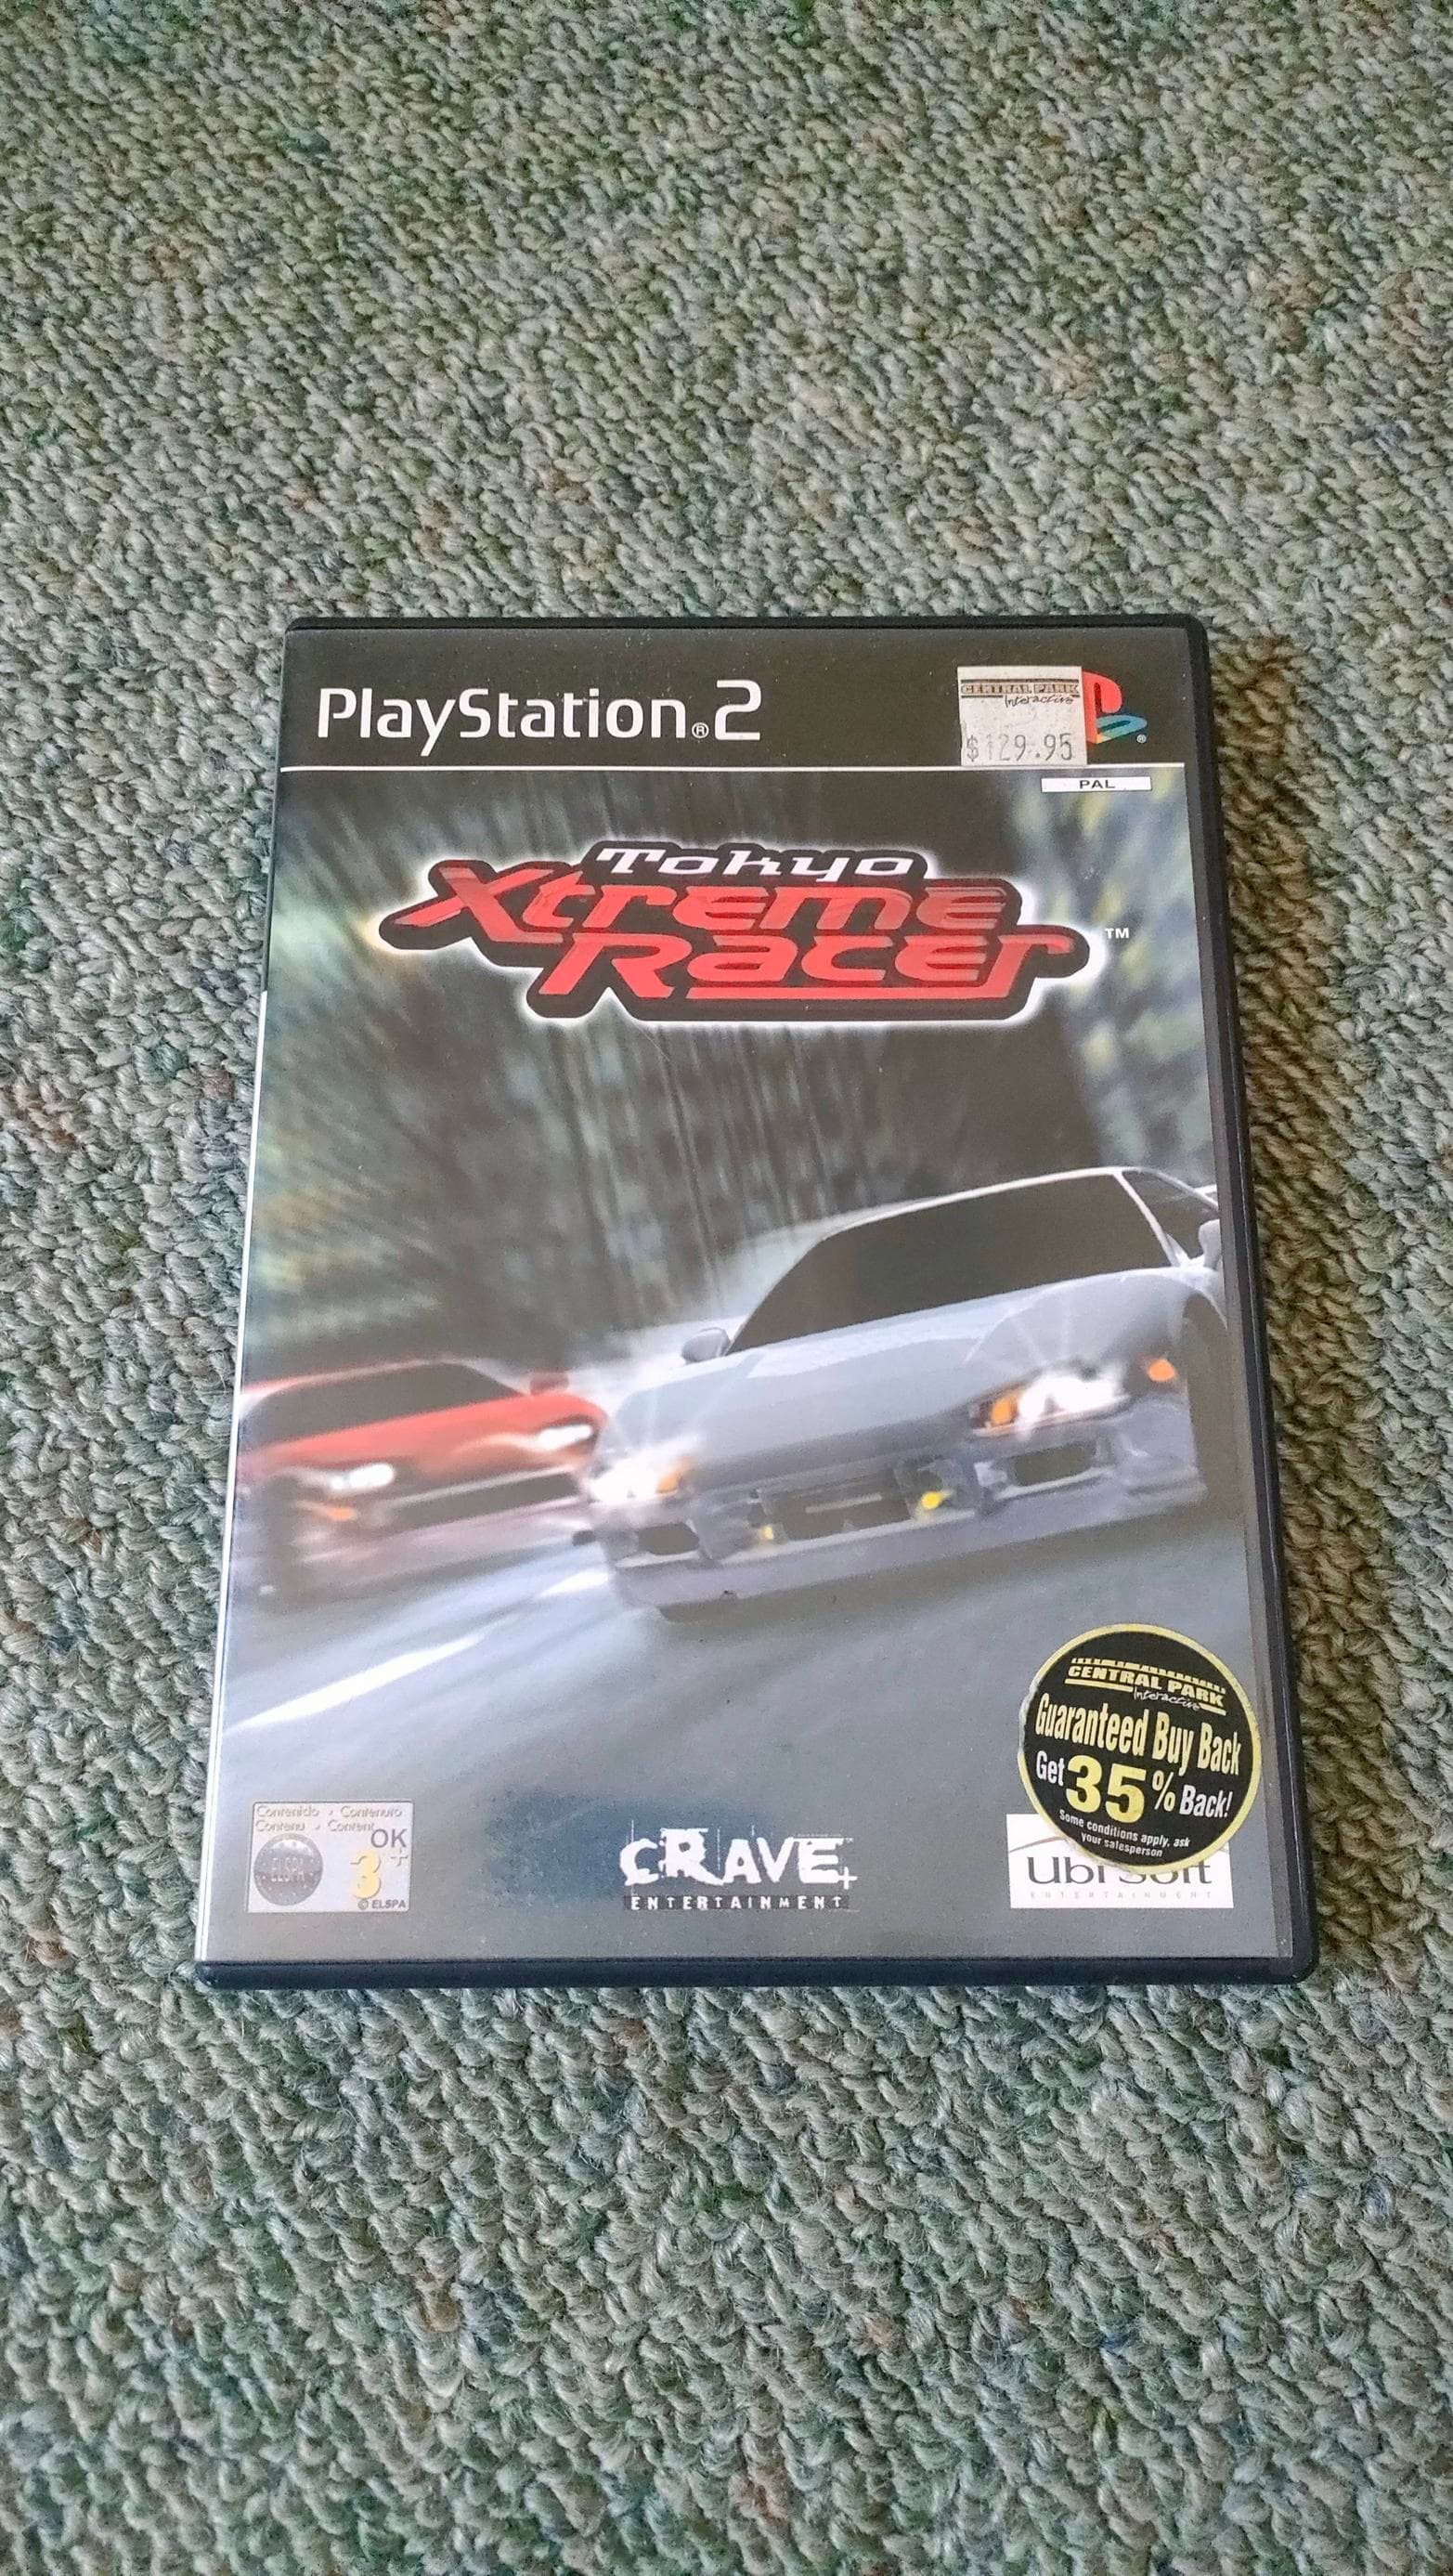 PlayStation®2
CENTRAL PARK
Interactive
$129.95
PAL
Tokyo
Xtreme
Racer™
CENTRAL PARK
Interactive
Guaranteed Buy Back
Get 35% Back!
Some conditions apply, ask
your salesperson
Contenido - Contenuto
Contenu - Content
OK
3+
ELSPA
© ELSPA
CRAVE
ENTERTAINMENT
Ubi Soft
ENTERTAINMENT